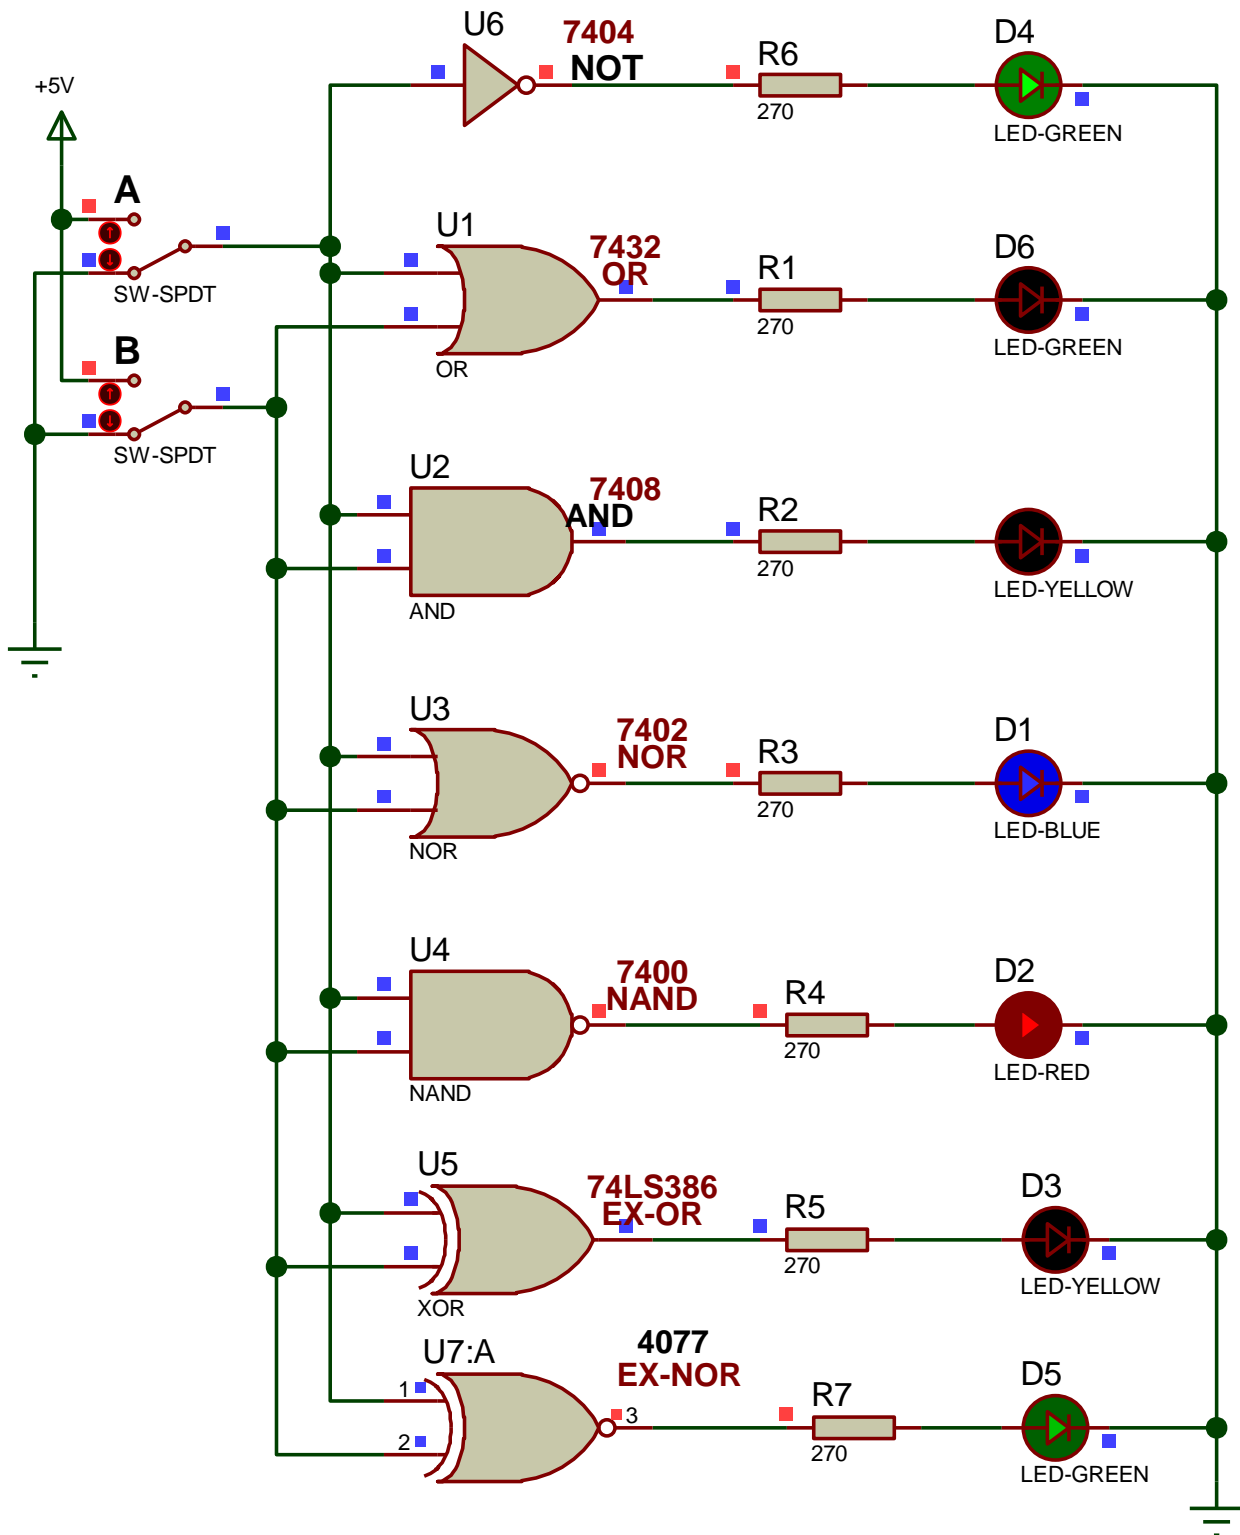 +5V
A
SW-SPDT
B
SW-SPDT
U6
7404
NOT
R6
270
D4
LED-GREEN
U1
7432
OR
OR
R1
270
D6
LED-GREEN
U2
7408
AND
AND
R2
270
LED-YELLOW
U3
7402
NOR
NOR
R3
270
D1
LED-BLUE
U4
7400
NAND
NAND
R4
270
D2
LED-RED
U5
74LS386
EX-OR
XOR
R5
270
D3
LED-YELLOW
U7:A
4077
EX-NOR
1
2
3
R7
270
D5
LED-GREEN